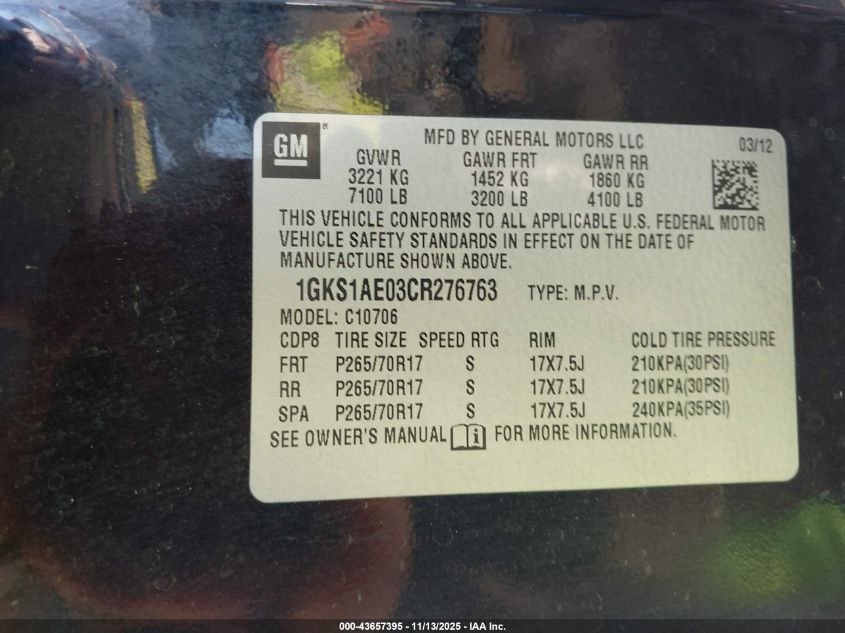 GM ®
MFD BY GENERAL MOTORS LLC 03/12
GVWR GAWR FRT GAWR RR
3221 KG 1452 KG 1860 KG
7100 LB 3200 LB 4100 LB
THIS VEHICLE CONFORMS TO ALL APPLICABLE U.S. FEDERAL MOTOR
VEHICLE SAFETY STANDARDS IN EFFECT ON THE DATE OF
MANUFACTURE SHOWN ABOVE.
1GKS1AE03CR276763 TYPE: M.P.V.
MODEL: C10706
CDP8 TIRE SIZE SPEED RTG RIM COLD TIRE PRESSURE
FRT P265/70R17 S 17X7.5J 210KPA(30PSI)
RR P265/70R17 S 17X7.5J 210KPA(30PSI)
SPA P265/70R17 S 17X7.5J 240KPA(35PSI)
SEE OWNER'S MANUAL i FOR MORE INFORMATION.
000-43657395 - 11/13/2025 - IAA Inc.